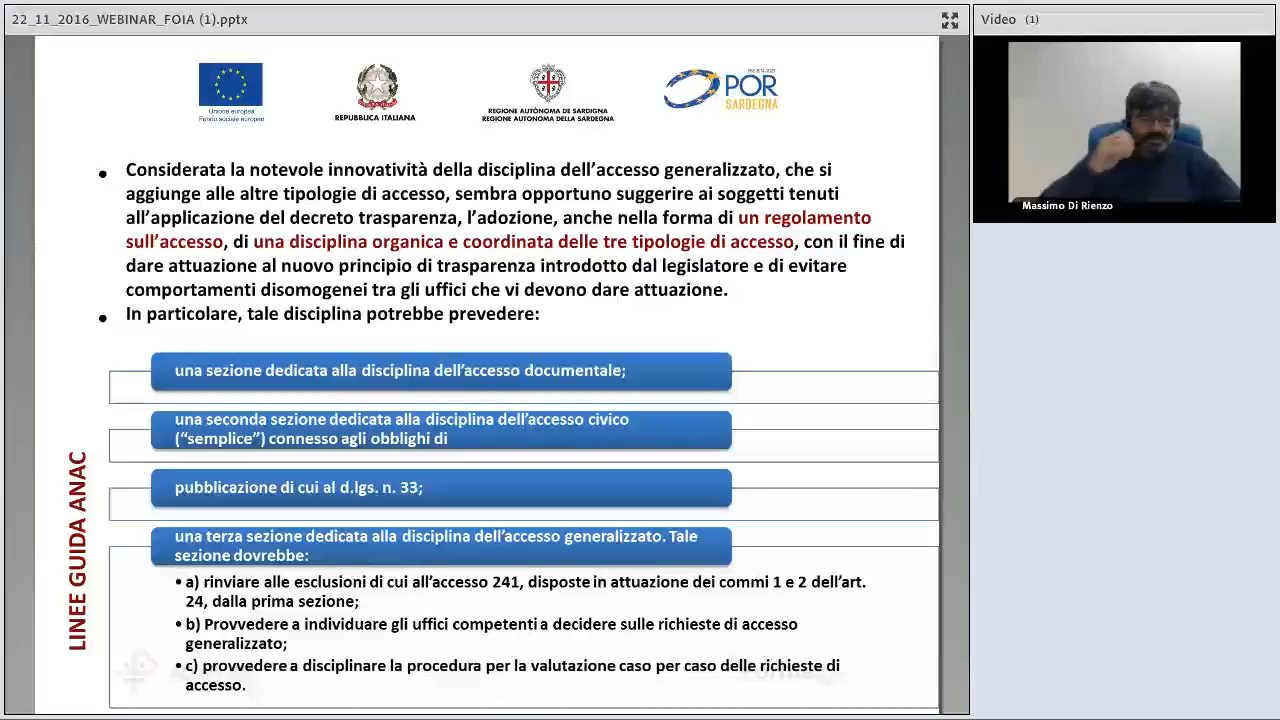 22_11_2016_WEBINAR_FOIA (1).pptx
Video (1)
Unione europea
Fondo sociale europeo
REPUBBLICA ITALIANA
REGIONE AUTÒNOMA DE SARDIGNA
REGIONE AUTONOMA DELLA SARDEGNA
POR
SARDEGNA
Massimo Di Rienzo
• Considerata la notevole innovatività della disciplina dell’accesso generalizzato, che si
aggiunge alle altre tipologie di accesso, sembra opportuno suggerire ai soggetti tenuti
all’applicazione del decreto trasparenza, l’adozione, anche nella forma di un regolamento
sull’accesso, di una disciplina organica e coordinata delle tre tipologie di accesso, con il fine di
dare attuazione al nuovo principio di trasparenza introdotto dal legislatore e di evitare
comportamenti disomogenei tra gli uffici che vi devono dare attuazione.
• In particolare, tale disciplina potrebbe prevedere:
una sezione dedicata alla disciplina dell’accesso documentale;
una seconda sezione dedicata alla disciplina dell’accesso civico
(“semplice”) connesso agli obblighi di
pubblicazione di cui al d.lgs. n. 33;
una terza sezione dedicata alla disciplina dell’accesso generalizzato. Tale
sezione dovrebbe:
• a) rinviare alle esclusioni di cui all’accesso 241, disposte in attuazione dei commi 1 e 2 dell’art.
24, dalla prima sezione;
• b) Provvedere a individuare gli uffici competenti a decidere sulle richieste di accesso
generalizzato;
• c) provvedere a disciplinare la procedura per la valutazione caso per caso delle richieste di
accesso.
LINEE GUIDA ANAC